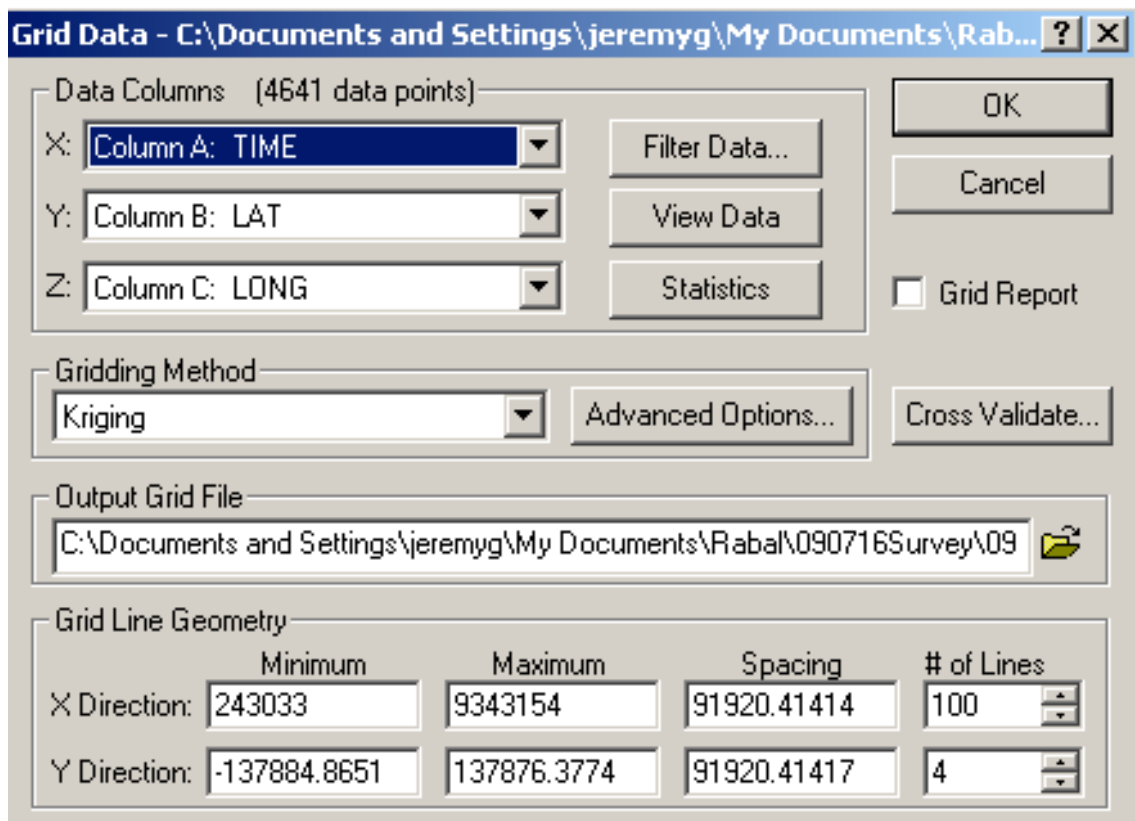 Grid Data - C:\Documents and Settings\jeremyg\My Documents\Rab...
Data Columns (4641 data points)
X: Column A: TIME
Filter Data...
OK
Y: Column B: LAT
View Data
Cancel
Z: Column C: LONG
Statistics
Grid Report
Gridding Method
Kriging
Advanced Options...
Cross Validate...
Output Grid File
C:\Documents and Settings\jeremyg\My Documents\Rabal\090716Survey\09
Grid Line Geometry
Minimum Maximum Spacing # of Lines
X Direction: 243033 9343154 91920.41414 100
Y Direction: -137884.8651 137876.3774 91920.41417 4